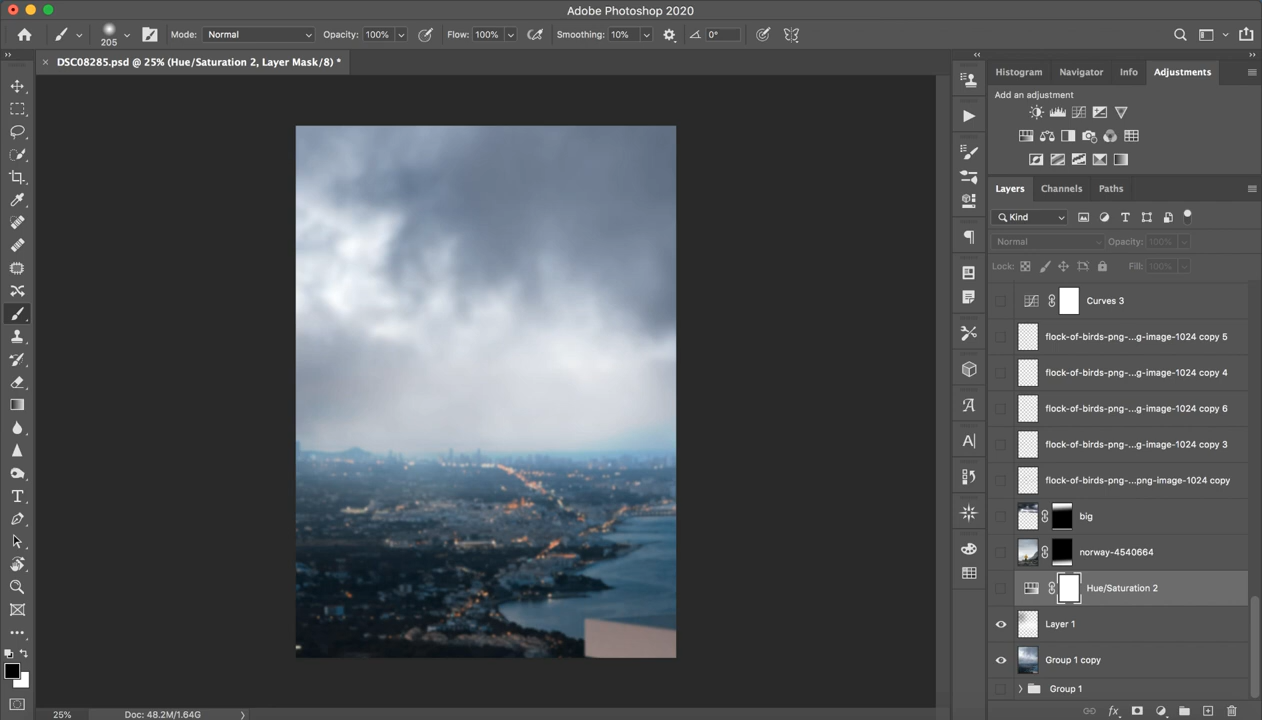 Adobe Photoshop 2020
205
Mode: Normal
Opacity: 100%
Flow: 100%
Smoothing: 10%
0°
DSC08285.psd @ 25% (Hue/Saturation 2, Layer Mask/8) *
Histogram
Navigator
Info
Adjustments
Add an adjustment
Layers
Channels
Paths
Kind
Normal
Opacity: 100%
Lock:
Fill: 100%
Curves 3
flock-of-birds-png-...g-image-1024 copy 5
flock-of-birds-png-...g-image-1024 copy 4
flock-of-birds-png-...g-image-1024 copy 6
flock-of-birds-png-...g-image-1024 copy 3
flock-of-birds-png-...png-image-1024 copy
big
norway-4540664
Hue/Saturation 2
Layer 1
Group 1 copy
Group 1
25%
Doc: 48.2M/1.64G